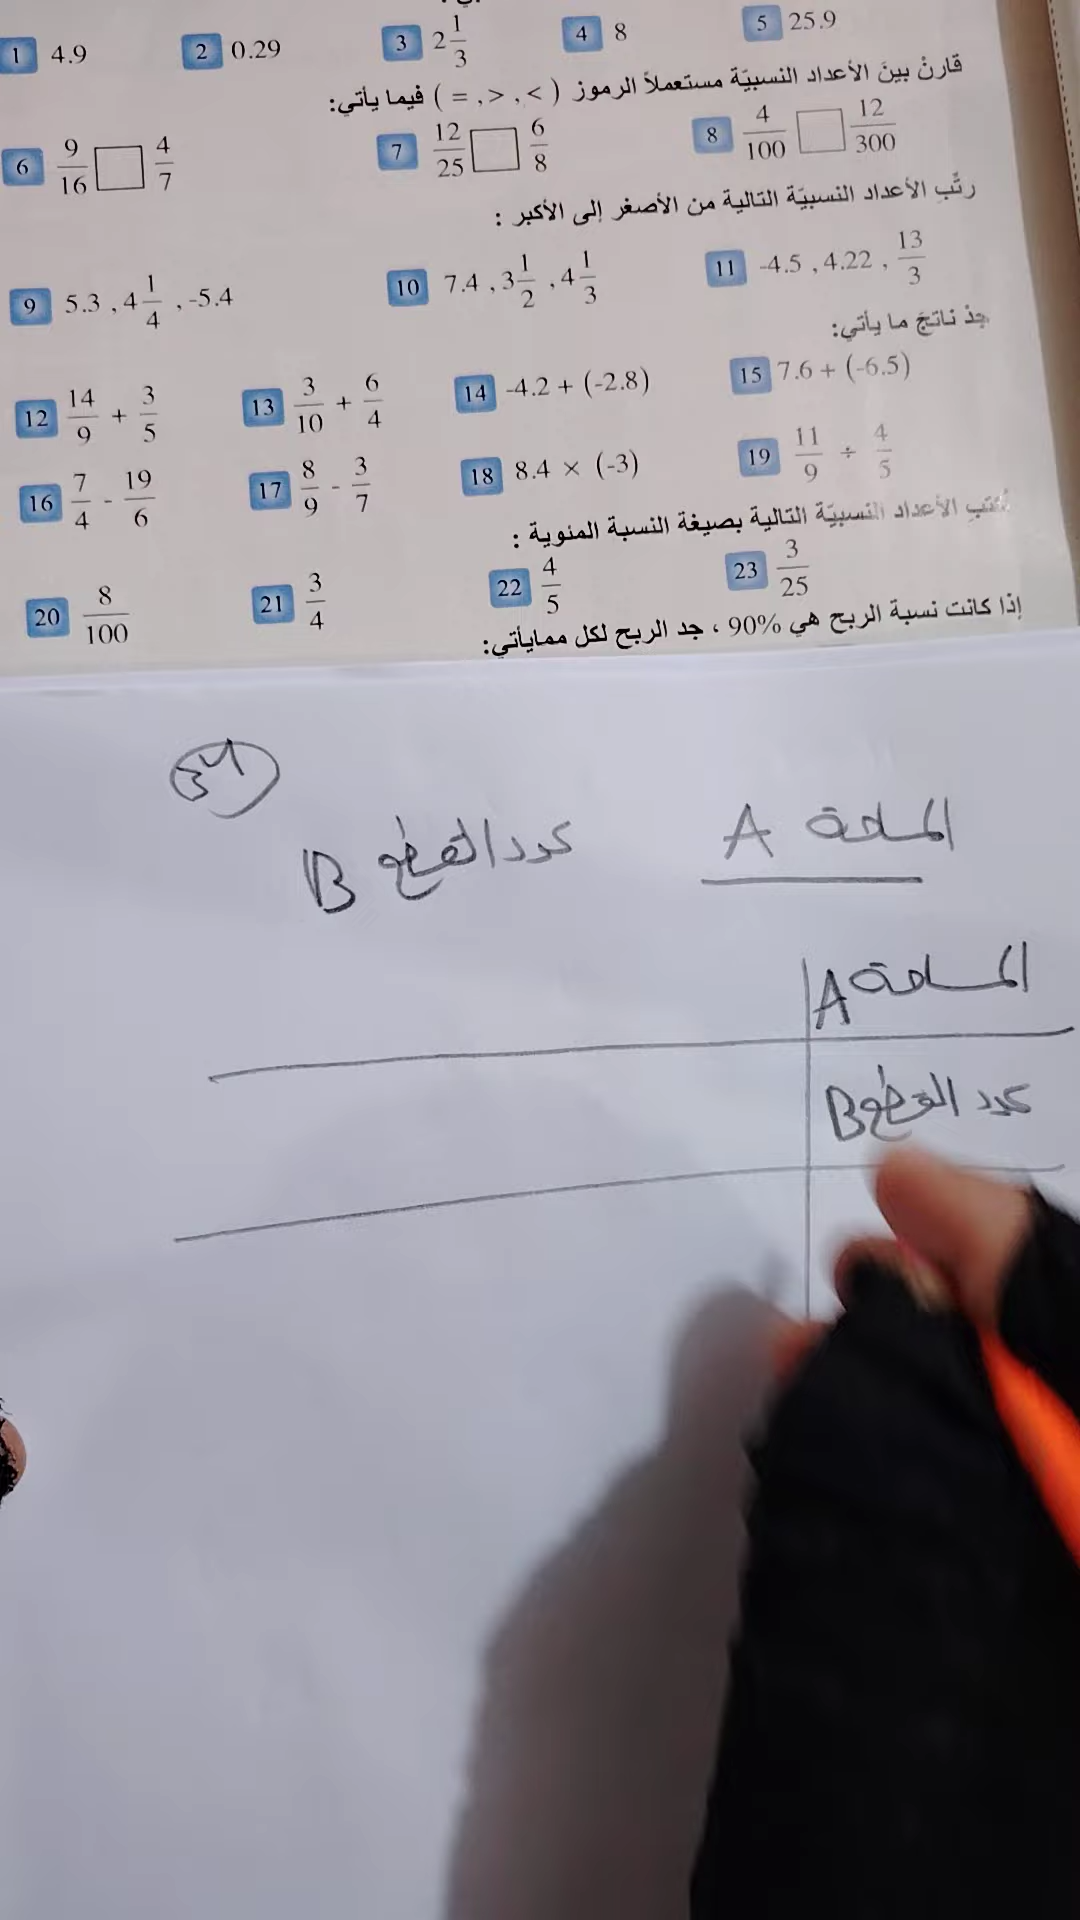 1 4.9 2 0.29 3 2 1/3 4 8 5 25.9
قارنْ بينَ الأعداد النسبيّة مستعملاً الرموز ( > , < , = ) فيما يأتي:
6 9/16 □ 4/7 7 12/25 □ 6/8 8 4/100 □ 12/300
رتِّبِ الأعداد النسبيّة التالية من الأصغر إلى الأكبر :
9 5.3 , 4 1/4 , -5.4 10 7.4 , 3 1/2 , 4 1/3 11 -4.5 , 4.22 , 13/3
جِدْ ناتجَ ما يأتي:
12 14/9 + 3/5 13 3/10 + 6/4 14 -4.2 + (-2.8) 15 7.6 + (-6.5)
16 7/4 - 19/6 17 8/9 - 3/7 18 8.4 × (-3) 19 11/9 ÷ 4/5
الأعداد النسبيّة التالية بصيغة النسبة المئوية :
20 8/100 21 3/4 22 4/5 23 3/25
إذا كانت نسبة الربح هي 90% ، جد الربح لكل ممايأتي:
المساحة A عدد القطع B
المساحة A
عدد القطع B